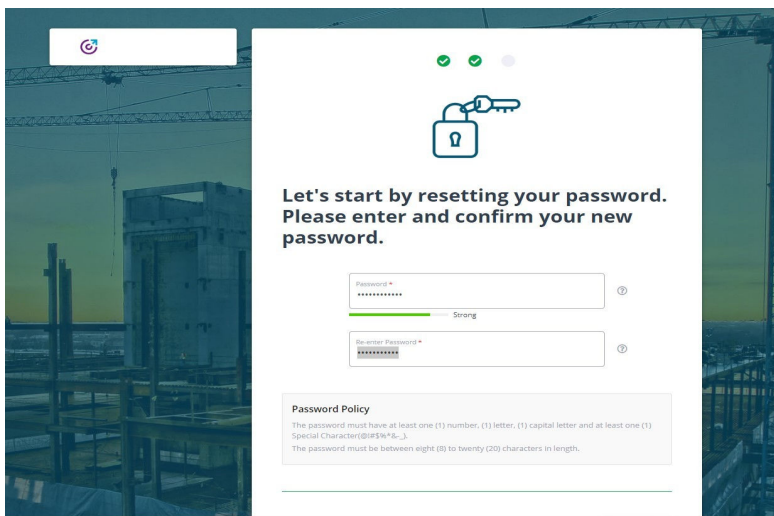 Let's start by resetting your password.
Please enter and confirm your new
password.
Password *
••••••••••••
Strong
Re-enter Password *
•••••••••••
Password Policy
The password must have at least one (1) number, (1) letter, (1) capital letter and at least one (1)
The password must be between eight (8) to twenty (20) characters in length.